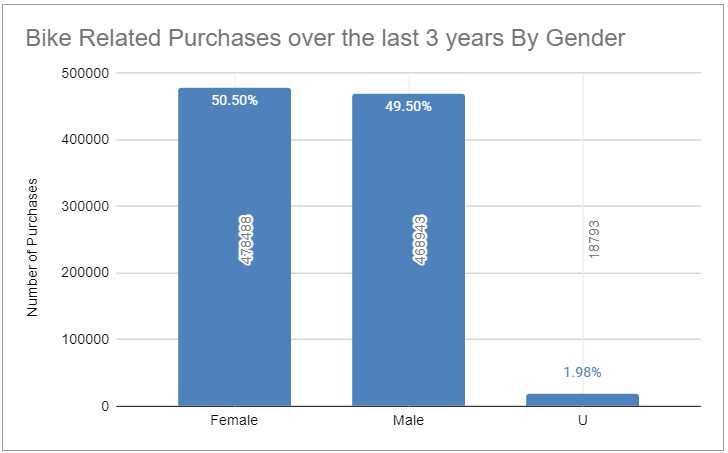 Bike Related Purchases over the last 3 years By Gender
Number of Purchases
500000
400000
300000
200000
100000
0
50.50%
49.50%
1.98%
478488
468943
18793
Female
Male
U